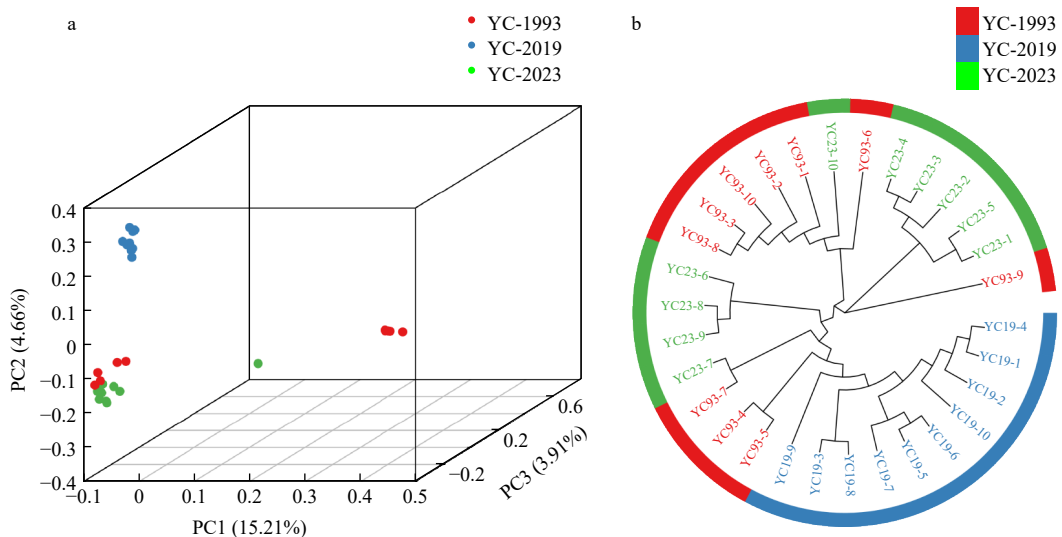 a
YC-1993
YC-2019
YC-2023
0.4
0.3
0.2
0.1
0
−0.1
−0.2
−0.3
−0.4
PC2 (4.66%)
−0.1
0
0.1
0.2
0.3
0.4
0.5
PC1 (15.21%)
−0.2
0.2
0.6
PC3 (3.91%)
b
YC-1993
YC-2019
YC-2023
YC93-8
YC93-3
YC93-10
YC93-2
YC93-1
YC23-10
YC93-6
YC23-4
YC23-3
YC23-2
YC23-5
YC23-1
YC93-9
YC19-4
YC19-1
YC19-2
YC19-10
YC19-6
YC19-5
YC19-7
YC19-8
YC19-3
YC19-9
YC93-5
YC93-4
YC93-7
YC23-7
YC23-9
YC23-8
YC23-6